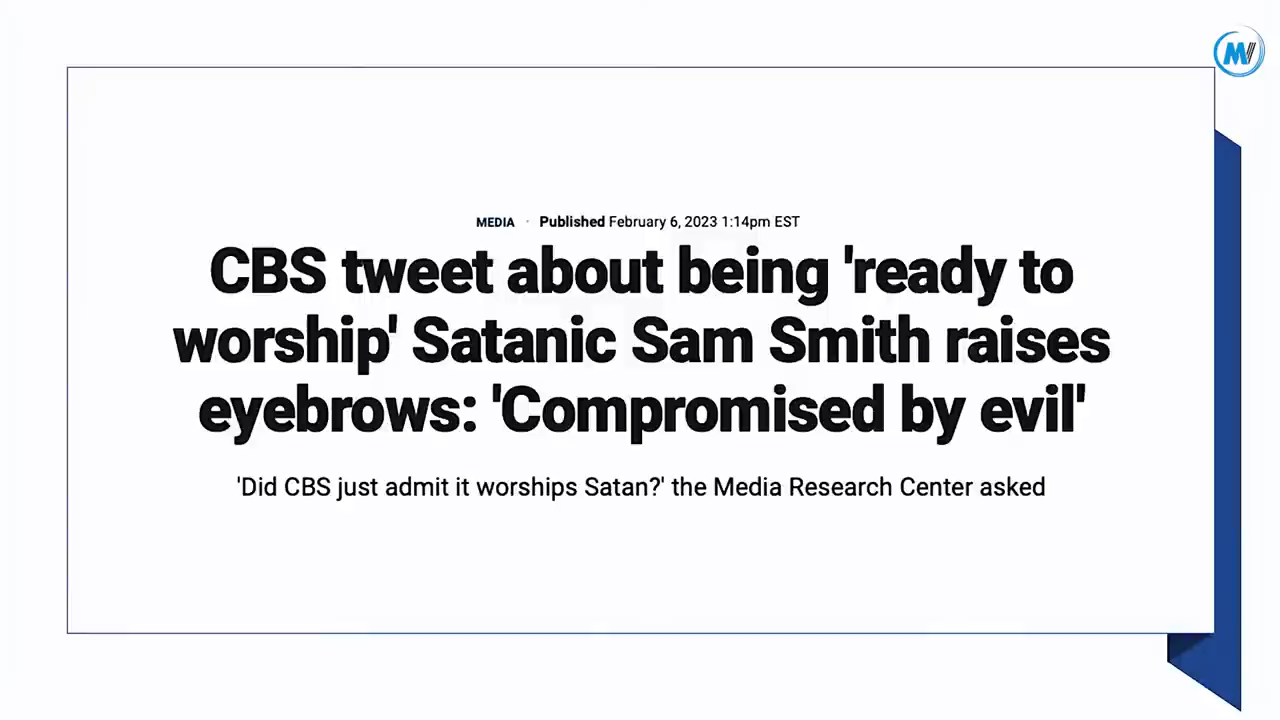 MV
MEDIA · Published February 6, 2023 1:14pm EST
CBS tweet about being 'ready to
worship' Satanic Sam Smith raises
eyebrows: 'Compromised by evil'
'Did CBS just admit it worships Satan?' the Media Research Center asked